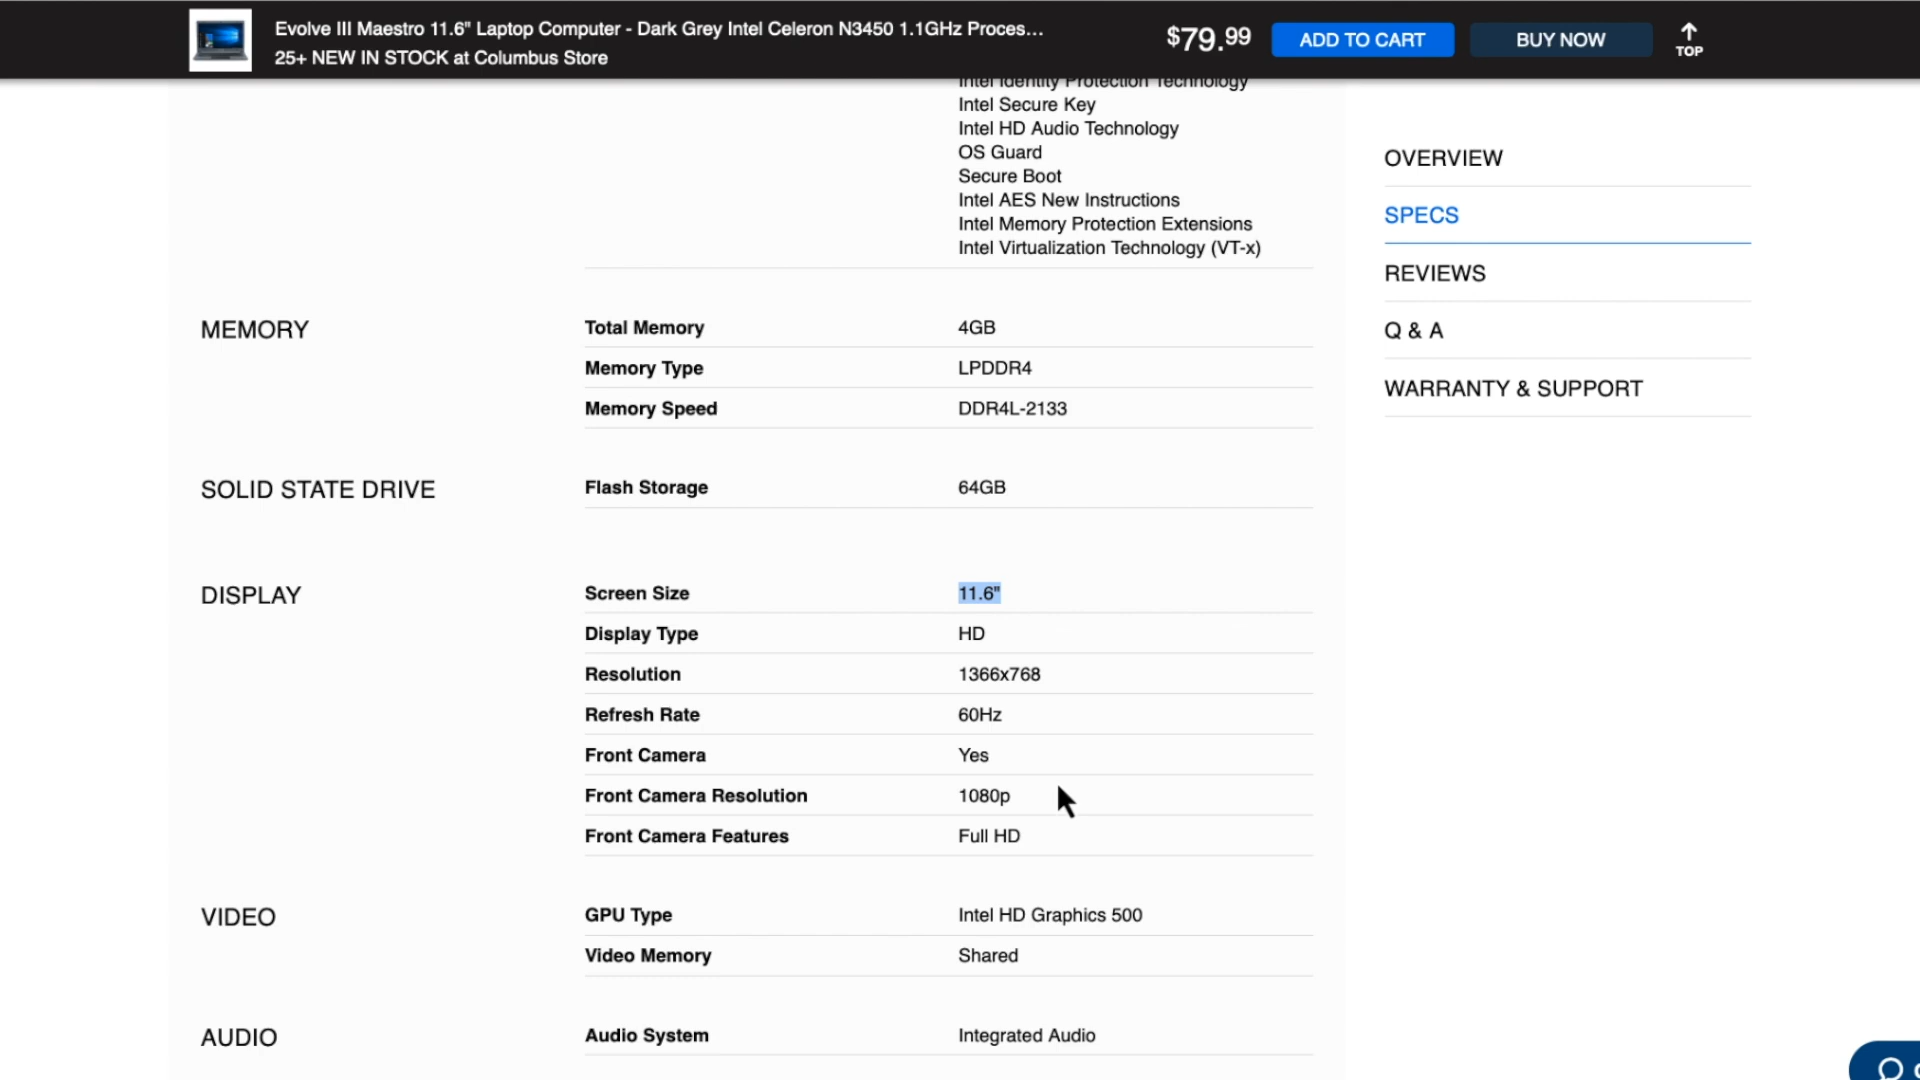 Evolve III Maestro 11.6" Laptop Computer - Dark Grey Intel Celeron N3450 1.1GHz Proces...
25+ NEW IN STOCK at Columbus Store
$79.99
ADD TO CART
BUY NOW
TOP
Intel Identity Protection Technology
Intel Secure Key
Intel HD Audio Technology
OS Guard
Secure Boot
Intel AES New Instructions
Intel Memory Protection Extensions
Intel Virtualization Technology (VT-x)
MEMORY
Total Memory 4GB
Memory Type LPDDR4
Memory Speed DDR4L-2133
SOLID STATE DRIVE
Flash Storage 64GB
DISPLAY
Screen Size 11.6"
Display Type HD
Resolution 1366x768
Refresh Rate 60Hz
Front Camera Yes
Front Camera Resolution 1080p
Front Camera Features Full HD
VIDEO
GPU Type Intel HD Graphics 500
Video Memory Shared
AUDIO
Audio System Integrated Audio
OVERVIEW
SPECS
REVIEWS
Q & A
WARRANTY & SUPPORT